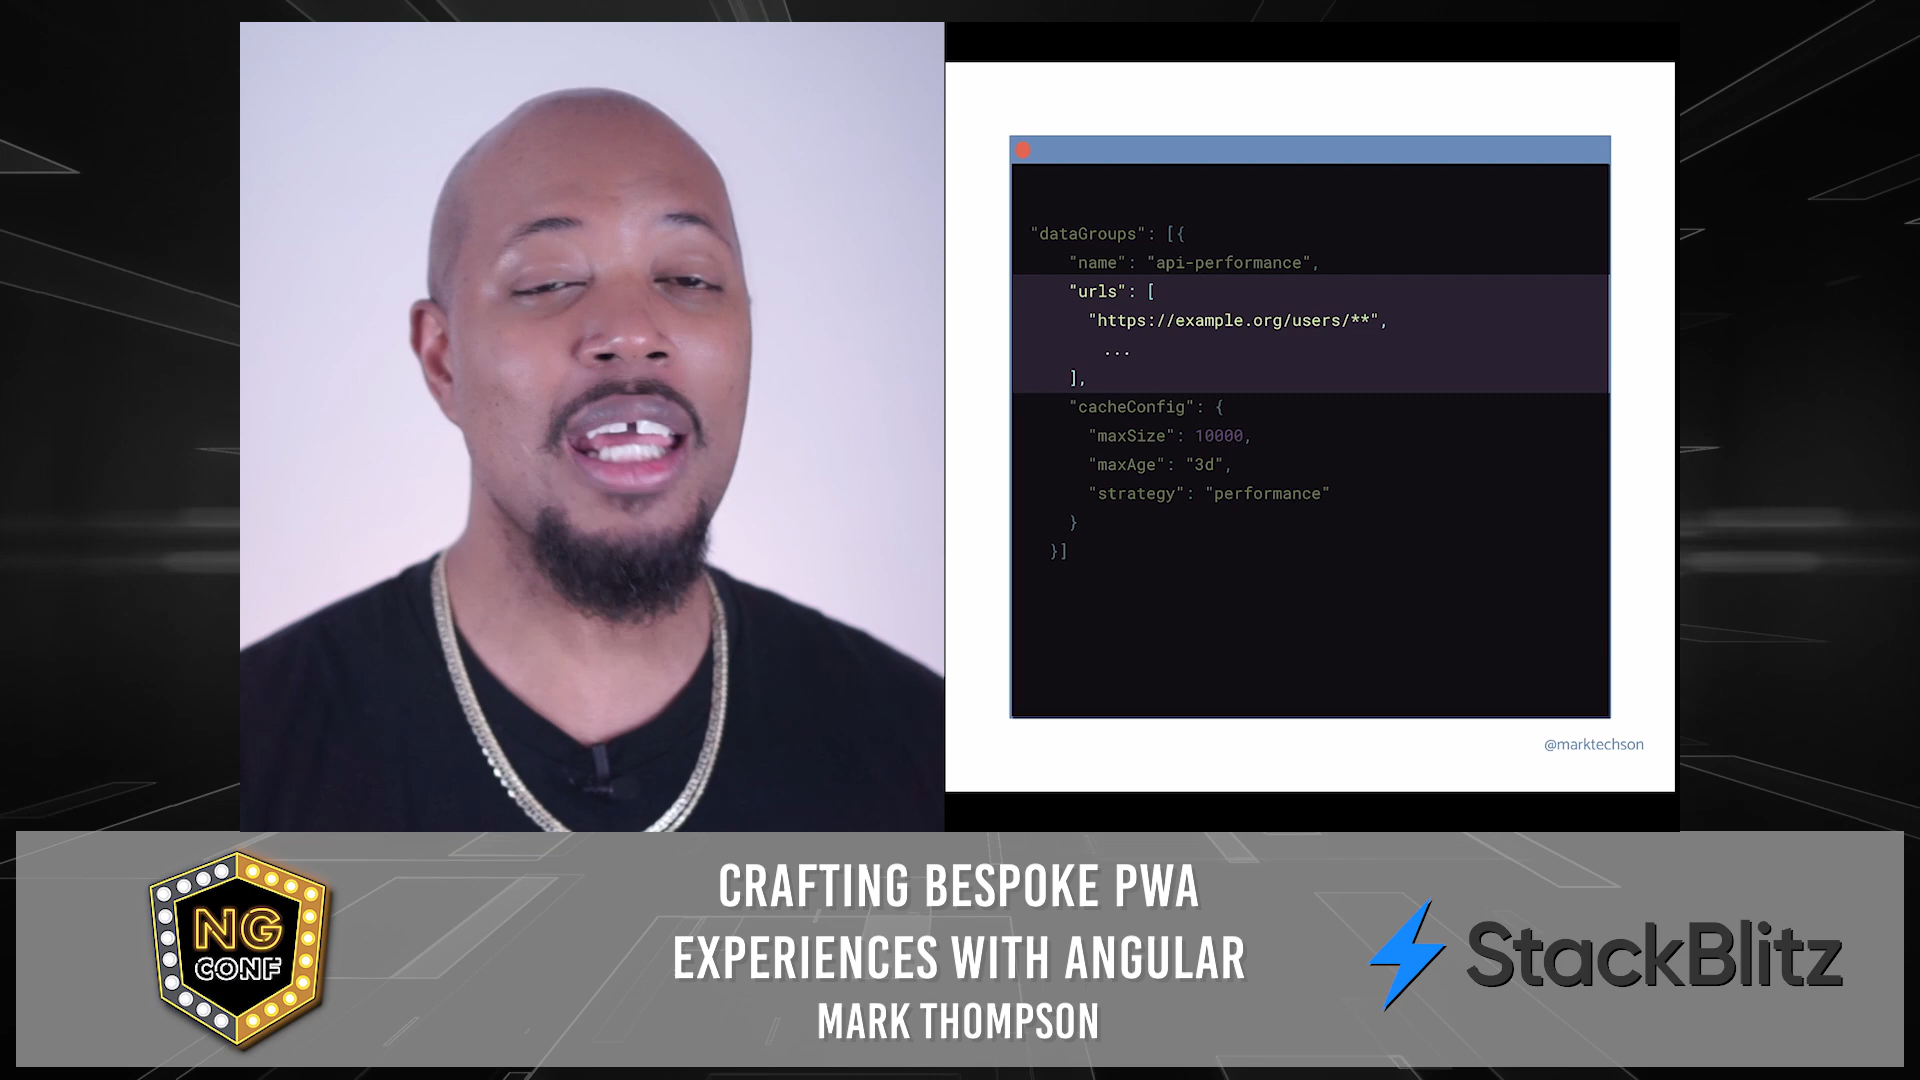 "dataGroups": [{
"name": "api-performance",
"urls": [
"https://example.org/users/**",
...
],
"cacheConfig": {
"maxSize": 10000,
"maxAge": "3d",
"strategy": "performance"
}
}]
@marktechson
NG
CONF
CRAFTING BESPOKE PWA
EXPERIENCES WITH ANGULAR
MARK THOMPSON
StackBlitz